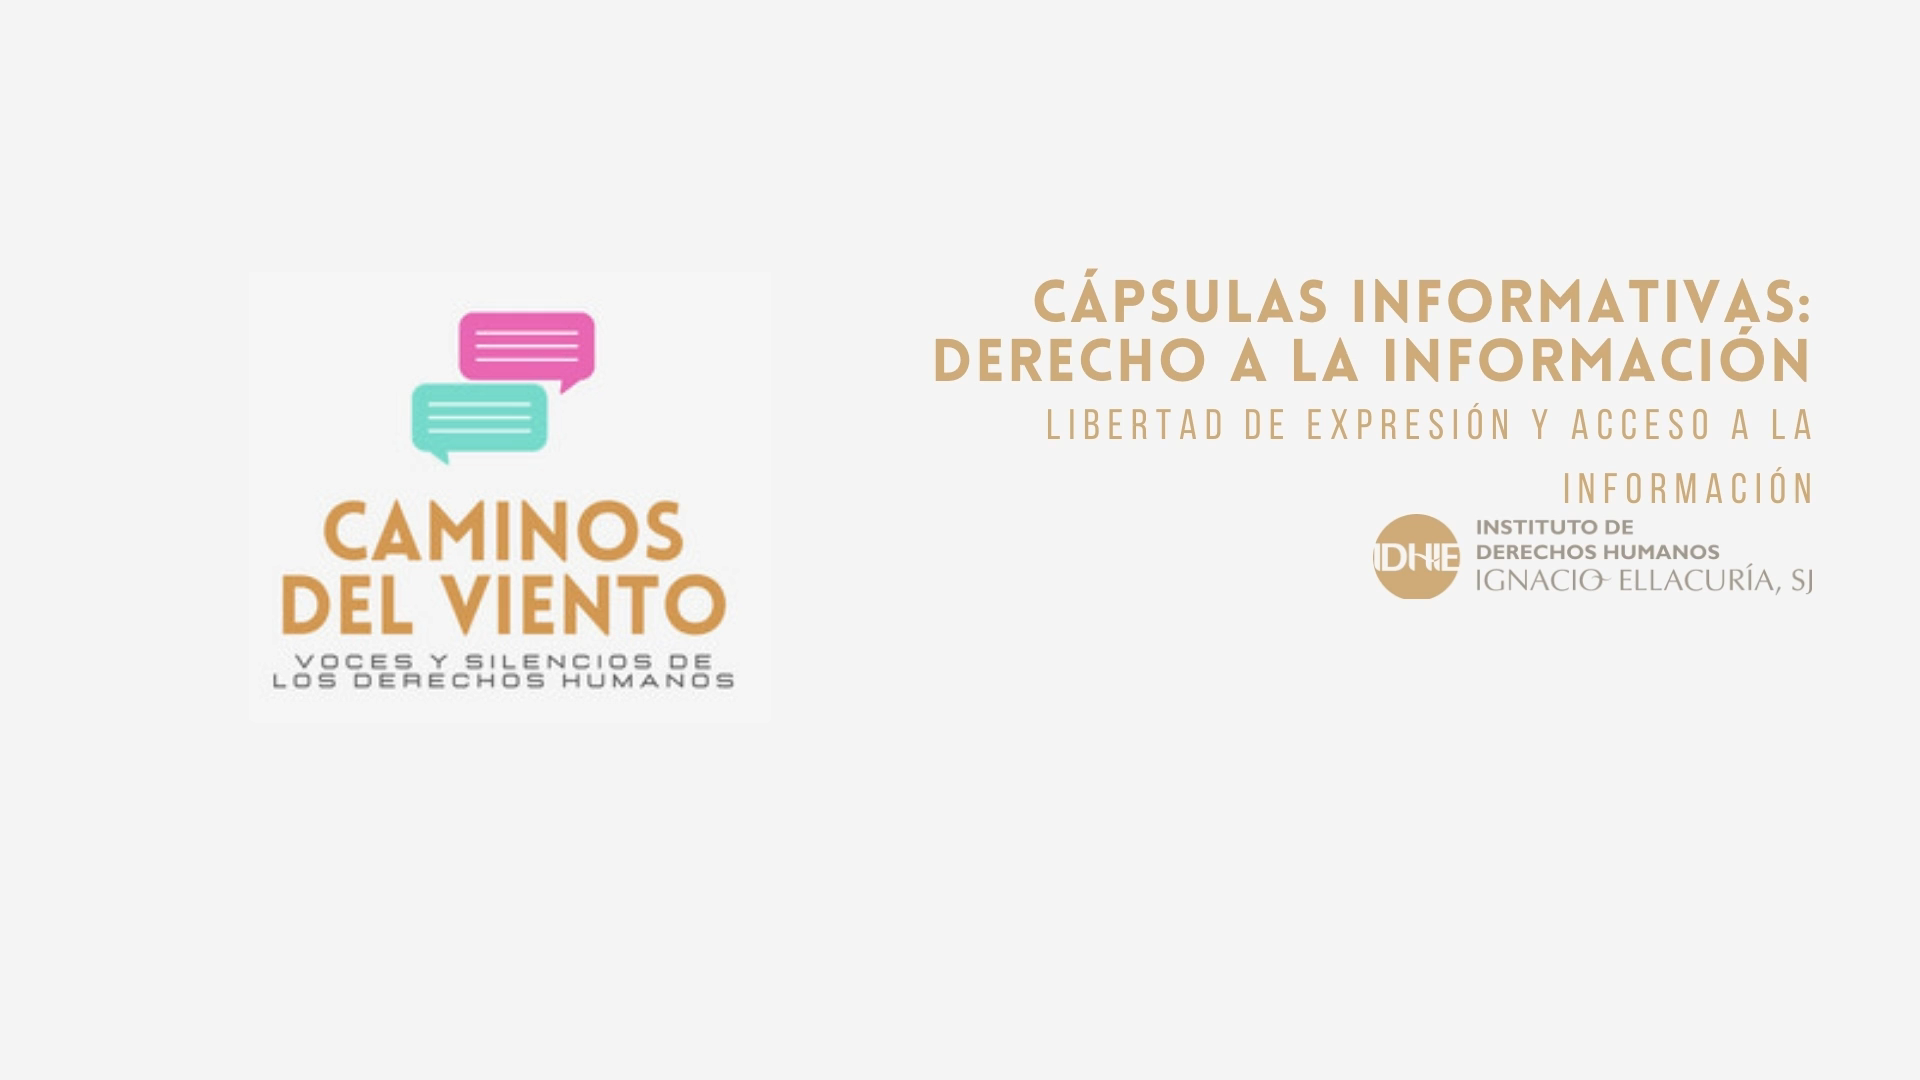 CAMINOS
DEL VIENTO
VOCES Y SILENCIOS DE
LOS DERECHOS HUMANOS
CÁPSULAS INFORMATIVAS:
DERECHO A LA INFORMACIÓN
LIBERTAD DE EXPRESIÓN Y ACCESO A LA
INFORMACIÓN
IDHIE
INSTITUTO DE
DERECHOS HUMANOS
IGNACIO ELLACURÍA, SJ